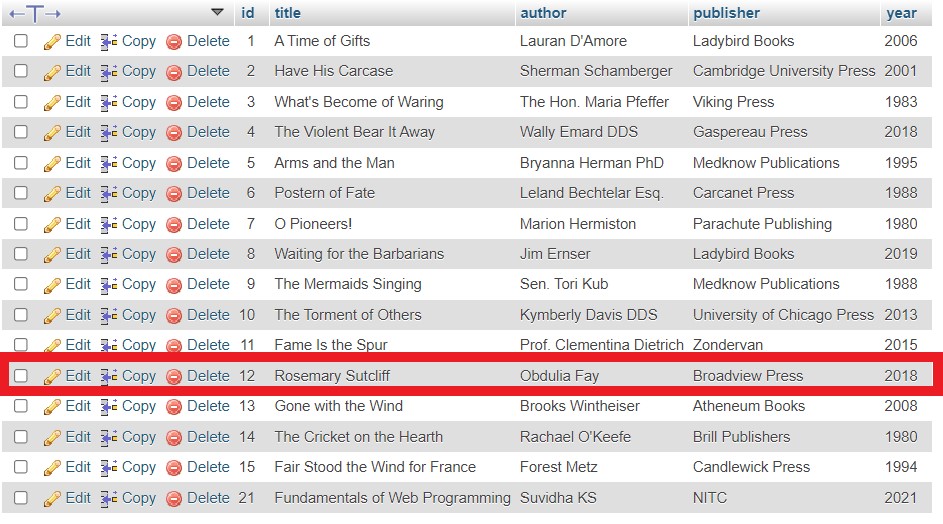 id title author publisher year
Edit Copy Delete 1 A Time of Gifts Lauran D'Amore Ladybird Books 2006
Edit Copy Delete 2 Have His Carcase Sherman Schamberger Cambridge University Press 2001
Edit Copy Delete 3 What's Become of Waring The Hon. Maria Pfeffer Viking Press 1983
Edit Copy Delete 4 The Violent Bear It Away Wally Emard DDS Gaspereau Press 2018
Edit Copy Delete 5 Arms and the Man Bryanna Herman PhD Medknow Publications 1995
Edit Copy Delete 6 Postern of Fate Leland Bechtelar Esq. Carcanet Press 1988
Edit Copy Delete 7 O Pioneers! Marion Hermiston Parachute Publishing 1980
Edit Copy Delete 8 Waiting for the Barbarians Jim Ernser Ladybird Books 2019
Edit Copy Delete 9 The Mermaids Singing Sen. Tori Kub Medknow Publications 1988
Edit Copy Delete 10 The Torment of Others Kymberly Davis DDS University of Chicago Press 2013
Edit Copy Delete 11 Fame Is the Spur Prof. Clementina Dietrich Zondervan 2015
Edit Copy Delete 12 Rosemary Sutcliff Obdulia Fay Broadview Press 2018
Edit Copy Delete 13 Gone with the Wind Brooks Wintheiser Atheneum Books 2008
Edit Copy Delete 14 The Cricket on the Hearth Rachael O'Keefe Brill Publishers 1980
Edit Copy Delete 15 Fair Stood the Wind for France Forest Metz Candlewick Press 1994
Edit Copy Delete 21 Fundamentals of Web Programming Suvidha KS NITC 2021